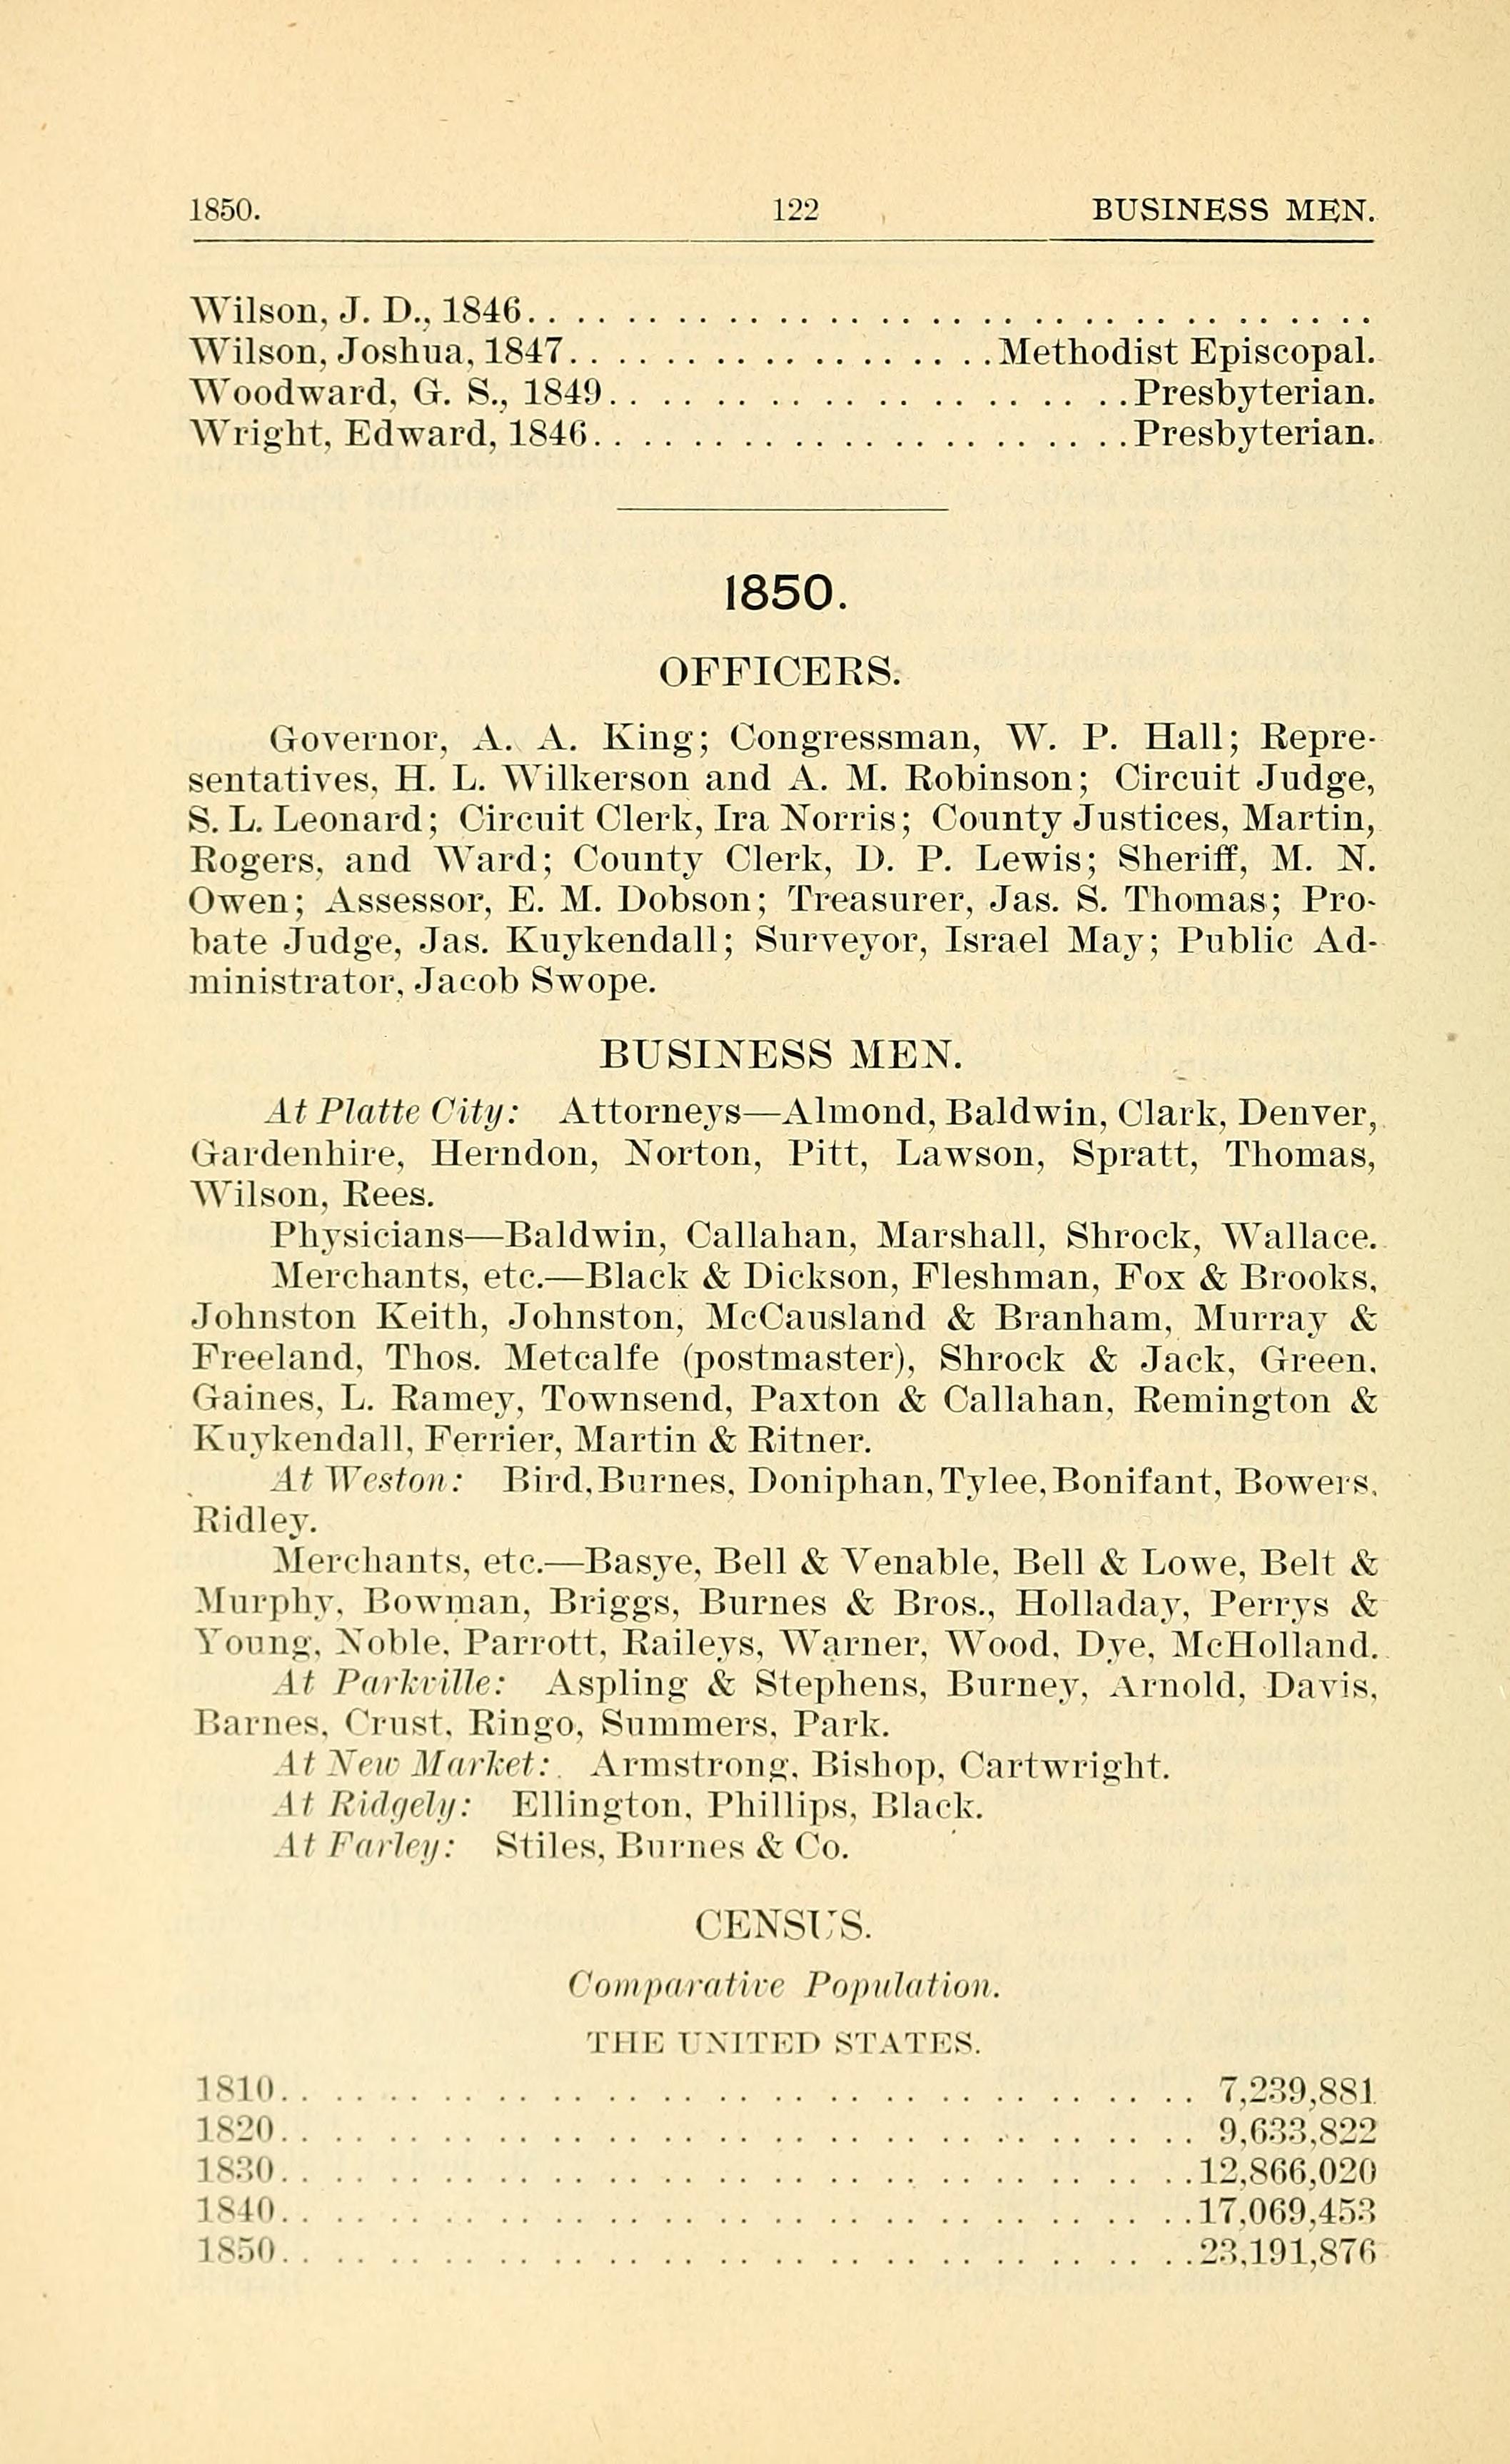 1850. 122 BUSINESS MEN.
Wilson, J. D., 1846. . . . . . . . . . . . . . . . . . . . . . . . . . . . . . . . . .
Wilson, Joshua, 1847. . . . . . . . . . . . . . . . . . Methodist Episcopal.
Woodward, G. S., 1849. . . . . . . . . . . . . . . . . . . . . Presbyterian.
Wright, Edward, 1846. . . . . . . . . . . . . . . . . . . . . . Presbyterian.
1850.
OFFICERS.
Governor, A. A. King; Congressman, W. P. Hall; Repre-
sentatives, H. L. Wilkerson and A. M. Robinson; Circuit Judge,
S. L. Leonard; Circuit Clerk, Ira Norris; County Justices, Martin,
Rogers, and Ward; County Clerk, D. P. Lewis; Sheriff, M. N.
Owen; Assessor, E. M. Dobson; Treasurer, Jas. S. Thomas; Pro-
bate Judge, Jas. Kuykendall; Surveyor, Israel May; Public Ad-
ministrator, Jacob Swope.
BUSINESS MEN.
At Platte City: Attorneys—Almond, Baldwin, Clark, Denver,
Gardenhire, Herndon, Norton, Pitt, Lawson, Spratt, Thomas,
Wilson, Rees.
Physicians—Baldwin, Callahan, Marshall, Shrock, Wallace.
Merchants, etc.—Black & Dickson, Fleshman, Fox & Brooks,
Johnston Keith, Johnston, McCausland & Branham, Murray &
Freeland, Thos. Metcalfe (postmaster), Shrock & Jack, Green,
Gaines, L. Ramey, Townsend, Paxton & Callahan, Remington &
Kuykendall, Ferrier, Martin & Ritner.
At Weston: Bird, Burnes, Doniphan, Tylee, Bonifant, Bowers,
Ridley.
Merchants, etc.—Basye, Bell & Venable, Bell & Lowe, Belt &
Murphy, Bowman, Briggs, Burnes & Bros., Holladay, Perrys &
Young, Noble, Parrott, Raileys, Warner, Wood, Dye, McHolland.
At Parkville: Aspling & Stephens, Burney, Arnold, Davis,
Barnes, Crust, Ringo, Summers, Park.
At New Market: Armstrong, Bishop, Cartwright.
At Ridgely: Ellington, Phillips, Black.
At Farley: Stiles, Burnes & Co.
CENSUS.
Comparative Population.
THE UNITED STATES.
1810. . . . . . . . . . . . . . . . . . . . . . . . . . . . . . . . . . . 7,239,881
1820. . . . . . . . . . . . . . . . . . . . . . . . . . . . . . . . . . . 9,633,822
1830. . . . . . . . . . . . . . . . . . . . . . . . . . . . . . . . . . . 12,866,020
1840. . . . . . . . . . . . . . . . . . . . . . . . . . . . . . . . . . . 17,069,453
1850. . . . . . . . . . . . . . . . . . . . . . . . . . . . . . . . . . . 23,191,876